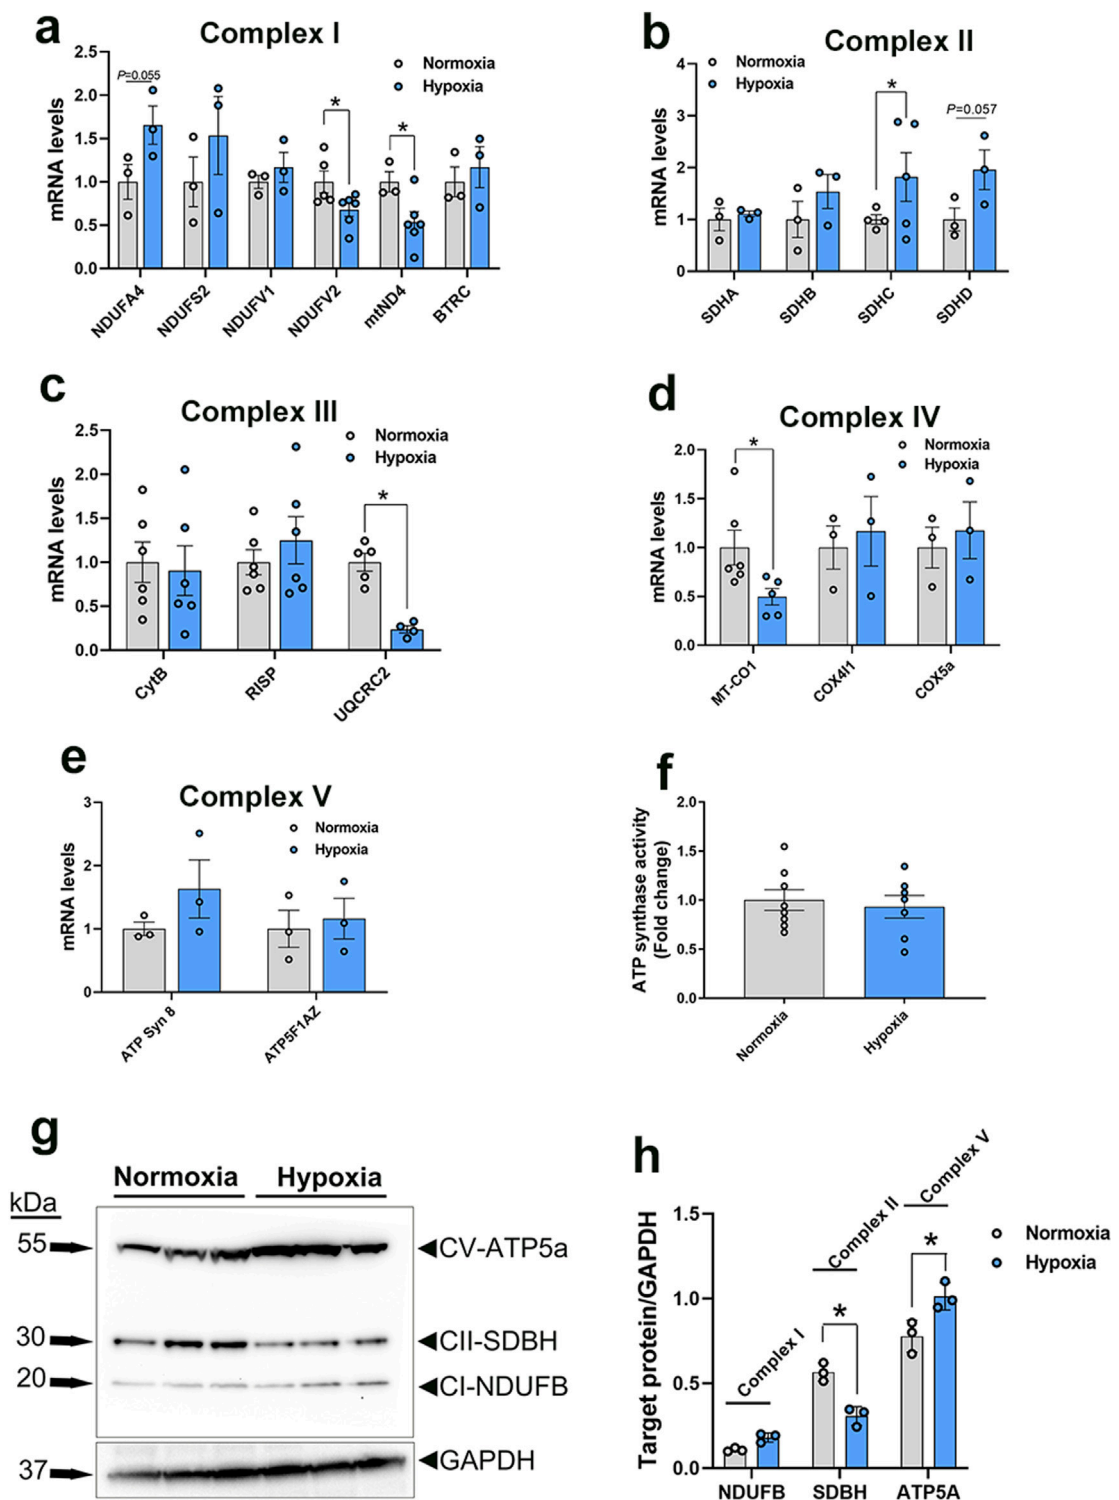 a
Complex I
Normoxia
Hypoxia
P=0.055
*
*
mRNA levels
2.5
2.0
1.5
1.0
0.5
0.0
NDUFA4
NDUFS2
NDUFV1
NDUFV2
mtND4
BTRC
b
Complex II
Normoxia
Hypoxia
*
P=0.057
mRNA levels
4
3
2
1
0
SDHA
SDHB
SDHC
SDHD
c
Complex III
Normoxia
Hypoxia
*
mRNA levels
2.5
2.0
1.5
1.0
0.5
0.0
CytB
RISP
UQCRC2
d
Complex IV
Normoxia
Hypoxia
*
mRNA levels
2.0
1.5
1.0
0.5
0.0
MT-CO1
COX4I1
COX5a
e
Complex V
Normoxia
Hypoxia
mRNA levels
3
2
1
0
ATP Syn 8
ATP5F1AZ
f
ATP synthase activity
(Fold change)
2.0
1.5
1.0
0.5
0.0
Normoxia
Hypoxia
g
Normoxia Hypoxia
kDa
55 CV-ATP5a
30 CII-SDBH
20 CI-NDUFB
GAPDH
37
h
Complex I
Complex II
Complex V
Normoxia
Hypoxia
*
*
Target protein/GAPDH
1.5
1.0
0.5
0.0
NDUFB SDBH ATP5A